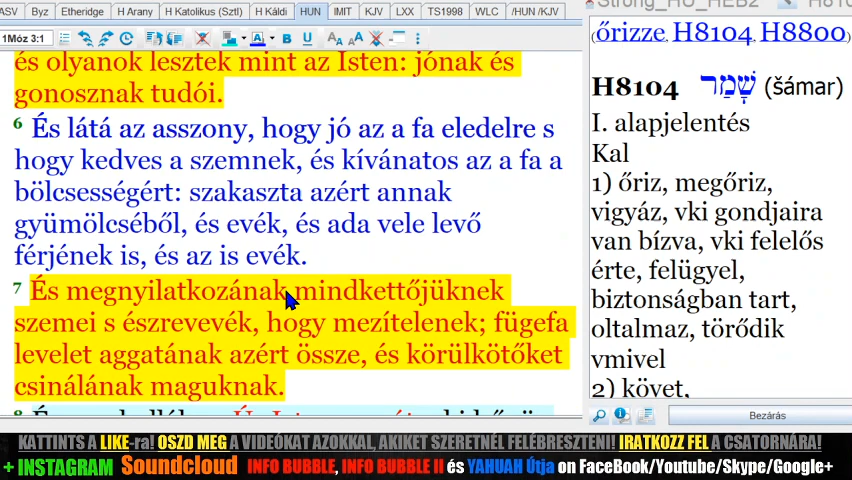 ASV Byz Etheridge H Arany H Katolikus (Sztl) H Káldi HUN IMIT KJV LXX TS1998 WLC /HUN /KJV
1Móz 3:1
és olyanok lesztek mint az Isten: jónak és
gonosznak tudói.
6 És látá az asszony, hogy jó az a fa eledelre s
hogy kedves a szemnek, és kívánatos az a fa a
bölcsességért: szakaszta azért annak
gyümölcséből, és evék, és ada vele levő
férjének is, és az is evék.
7 És megnyilatkozának mindkettőjüknek
szemei s észrevevék, hogy mezítelenek; fügefa
levelet aggatának azért össze, és körülkötőket
csinálának maguknak.
8
Strong_HU_HEB2
(őrizze, H8104, H8800)
H8104 שָׁמַר (šámar)
I. alapjelentés
Kal
1) őriz, megőriz,
vigyáz, vki gondjaira
van bízva, vki felelős
érte, felügyel,
biztonságban tart,
oltalmaz, törődik
vmivel
2) követ,
Bezárás
KATTINTS A LIKE-ra! OSZD MEG A VIDEÓKAT AZOKKAL, AKIKET SZERETNÉL FELÉBRESZTENI! IRATKOZZ FEL A CSATORNÁRA!
+ INSTAGRAM Soundcloud INFO BUBBLE, INFO BUBBLE II és YAHUAH Útja on FaceBook/Youtube/Skype/Google+